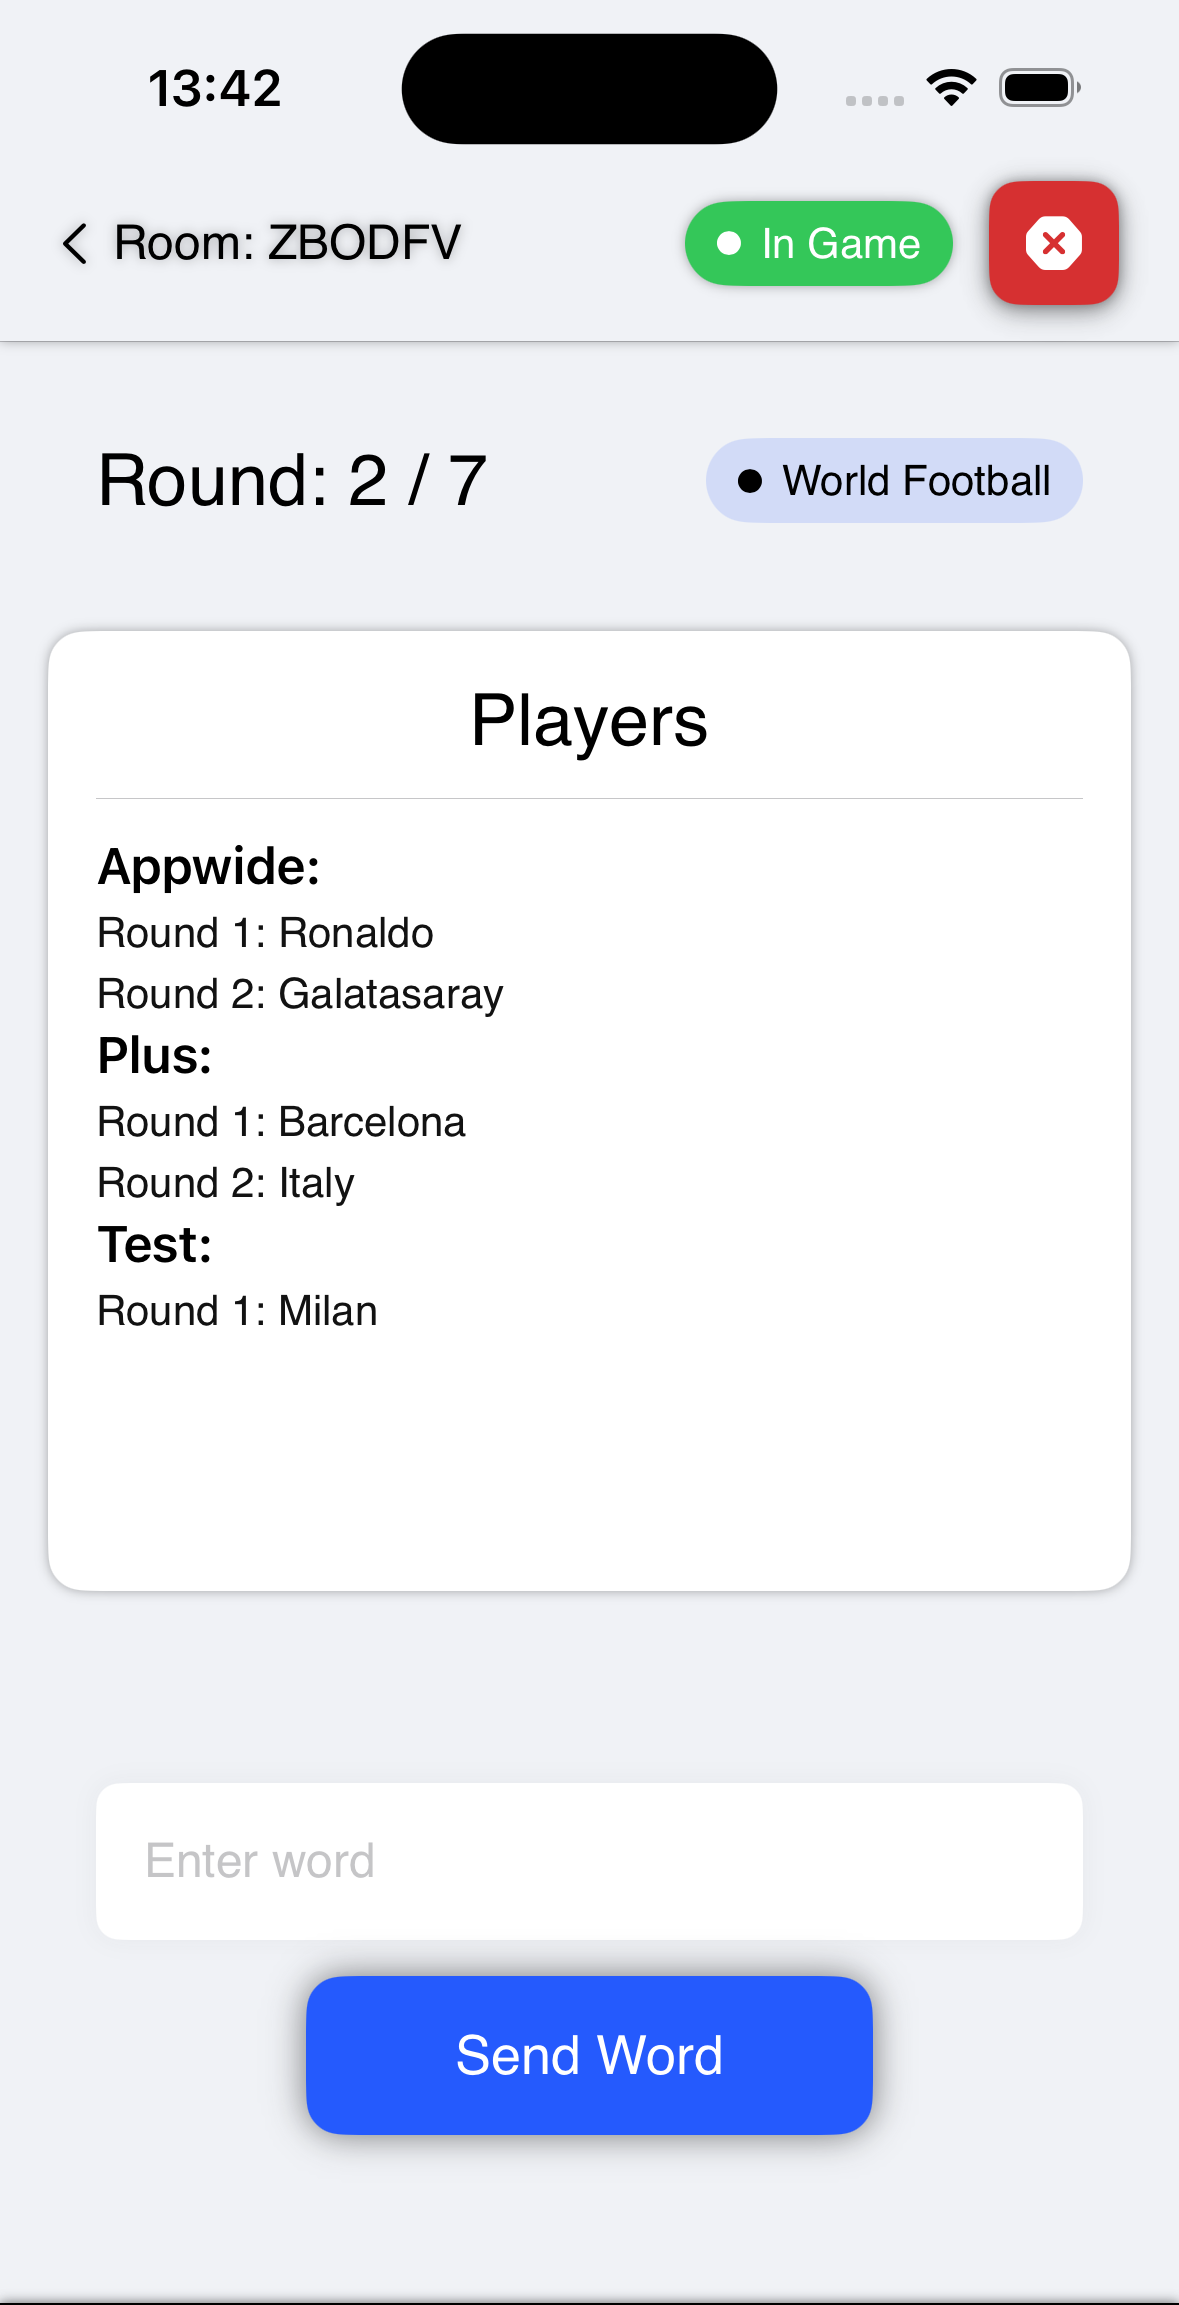 13:42
Room: ZBODFV
In Game
Round: 2 / 7
World Football
Players
Appwide:
Round 1: Ronaldo
Round 2: Galatasaray
Plus:
Round 1: Barcelona
Round 2: Italy
Test:
Round 1: Milan
Enter word
Send Word